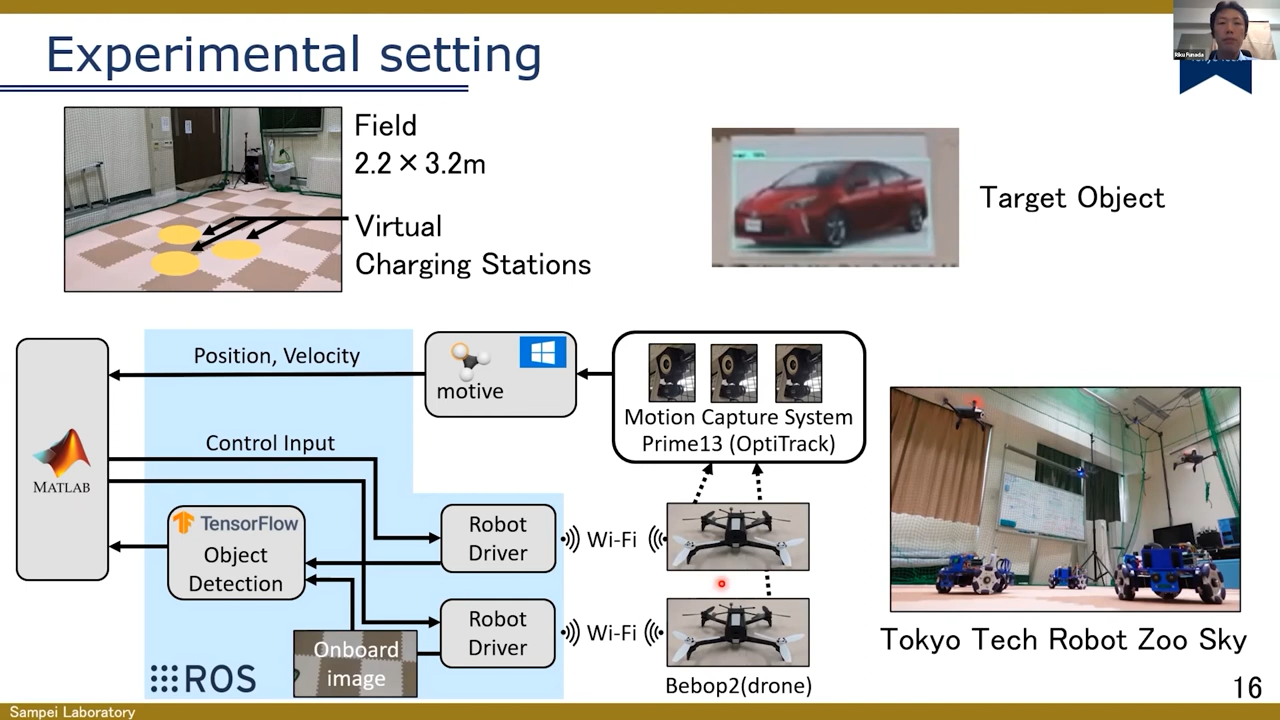 Experimental setting
Riku Funada
Field
2.2×3.2m
Virtual
Charging Stations
Target Object
Position, Velocity
motive
Motion Capture System
Prime13 (OptiTrack)
Control Input
MATLAB
TensorFlow
Object
Detection
Robot
Driver
Wi-Fi
Robot
Driver
Wi-Fi
Onboard
image
ROS
Bebop2(drone)
Tokyo Tech Robot Zoo Sky
16
Sampei Laboratory